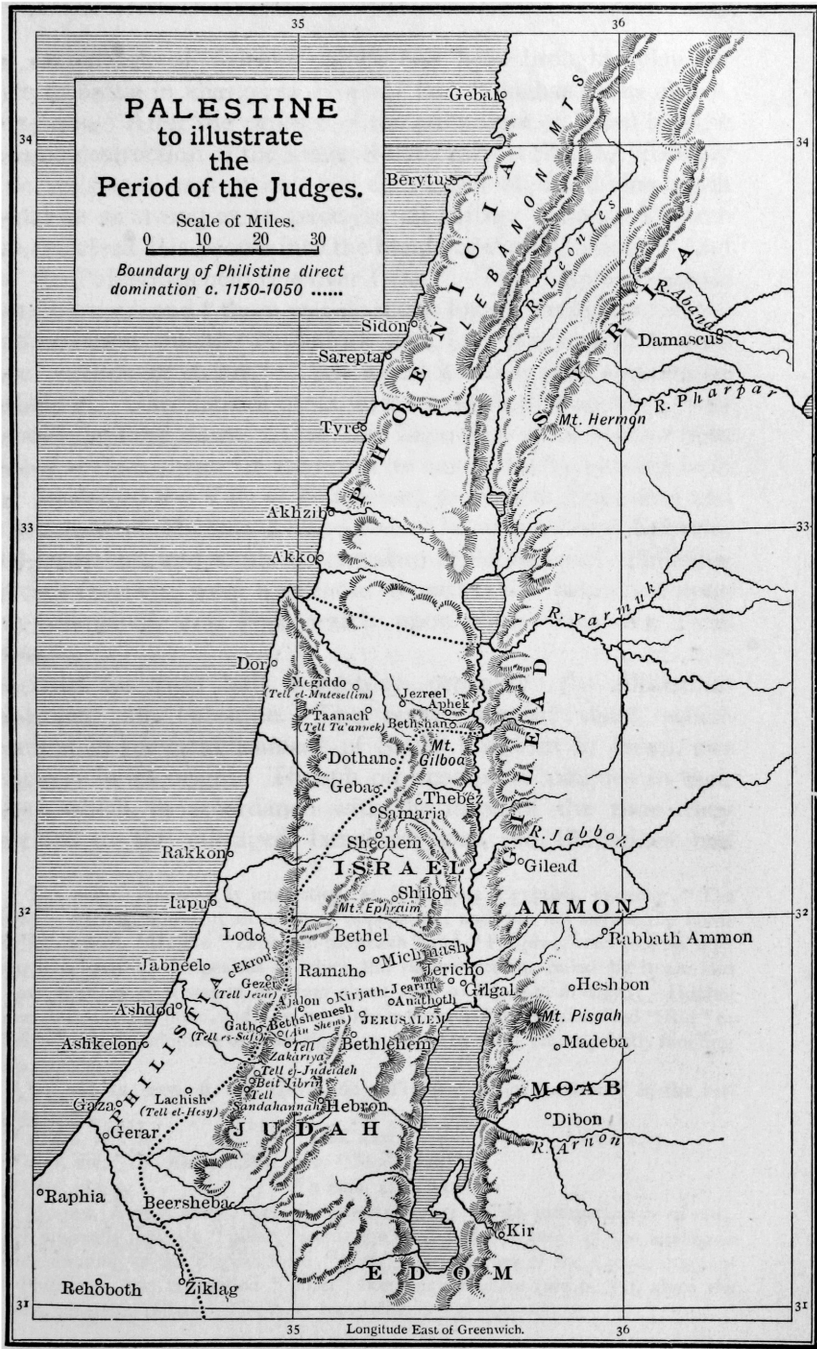 35
36
PALESTINE
to illustrate
the
Period of the Judges.
Scale of Miles.
0 10 20 30
Boundary of Philistine direct
domination c. 1150-1050 ......
Gebal
34
34
Berytus
PHOENICIA
LEBANON MTS
R. Leontes
SYRIA
R. Abana
Damascus
Sidon
Sarepta
R. Pharpar
Mt. Hermon
Tyre
Akhzib
33
33
Akko
R. Yarmuk
Dor
Megiddo
(Tell el-Mutesellim)
Jezreel
Aphek
Taanach
(Tell Ta'annek)
Bethshan
Mt.
Gilboa
GILEAD
Dothan
Geba
Thebez
Samaria
Shechem
R. Jabbok
Rakkon
ISRAEL
Gilead
Iapu
Shiloh
Mt. Ephraim
AMMON
32
32
Lodo
Bethel
Rabbath Ammon
Michmash
Jabneel
Ekron
Ramah
Jericho
Gezer
(Tell Jezer)
Kirjath-Jearim
Gilgal
Heshbon
Ajalon
Anathoth
Ashdod
PHILISTIA
Bethshemesh
(Ain Shems)
JERUSALEM
Mt. Pisgah
Gath
(Tell es-Safi)
Ashkelon
Tell
Zakariya
Bethlehem
Madeba
Tell ej-Judeideh
Beit Jibrin
Lachish
(Tell el-Hesy)
Tell
Sandahannah
Hebron
MOAB
Gaza
Dibon
Gerar
JUDAH
R. Arnon
Raphia
Beersheba
Kir
EDOM
Rehoboth
Ziklag
31
31
35
36
Longitude East of Greenwich.